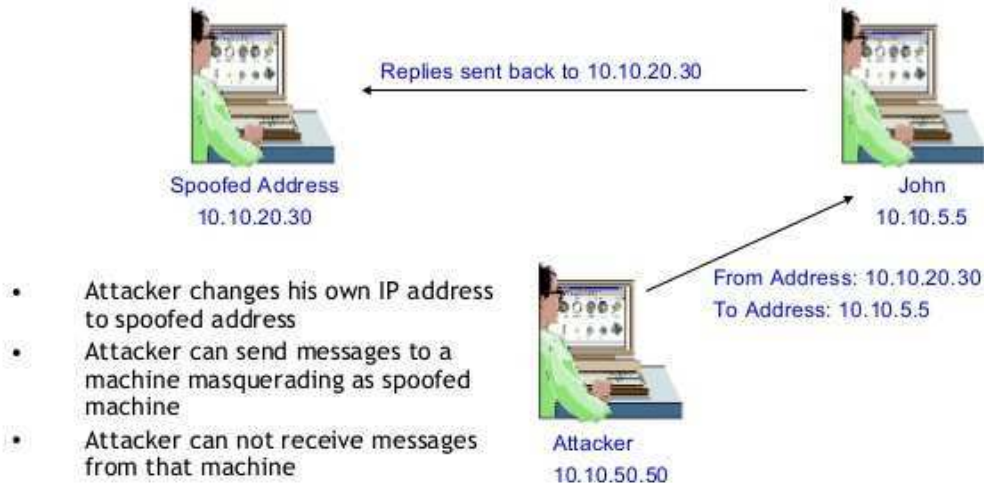 Replies sent back to 10.10.20.30
Spoofed Address
10.10.20.30
John
10.10.5.5
From Address: 10.10.20.30
To Address: 10.10.5.5
• Attacker changes his own IP address
to spoofed address
• Attacker can send messages to a
machine masquerading as spoofed
machine
• Attacker can not receive messages
from that machine
Attacker
10.10.50.50